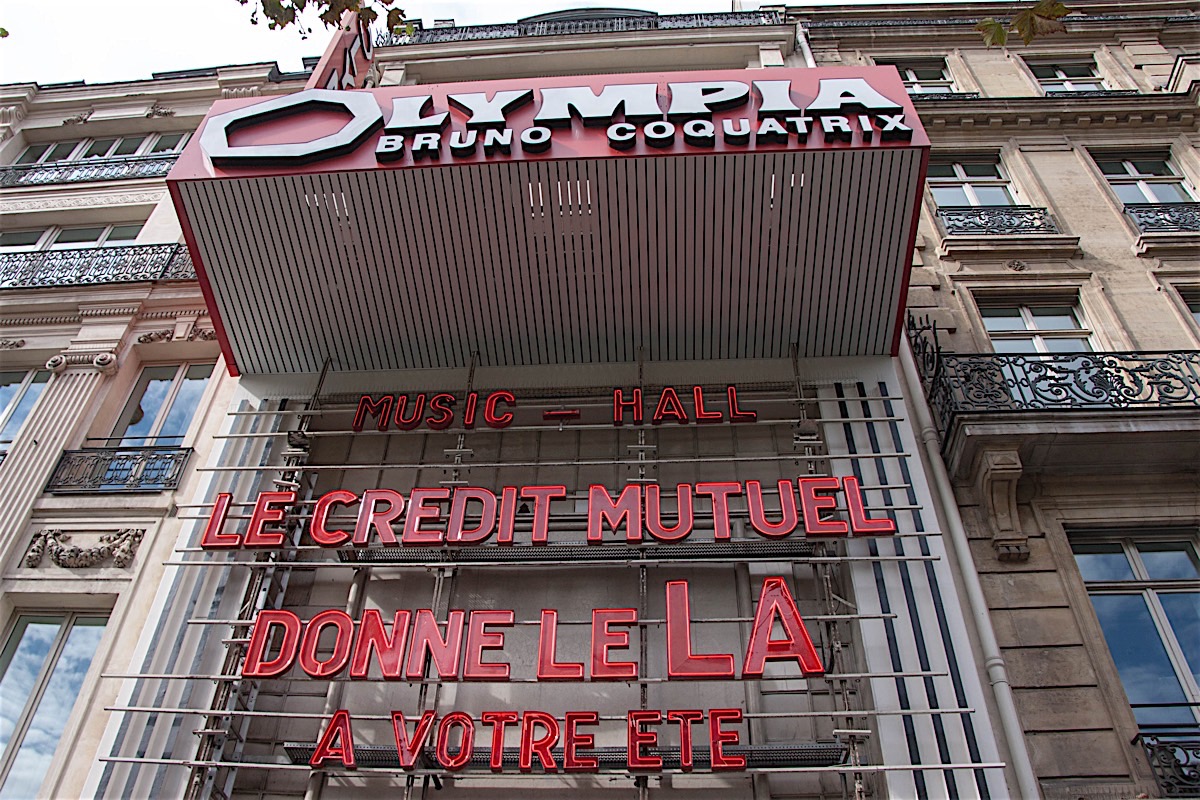 OLYMPIA
BRUNO COQUATRIX
MUSIC - HALL
LE CREDIT MUTUEL
DONNE LE LA
A VOTRE ETE